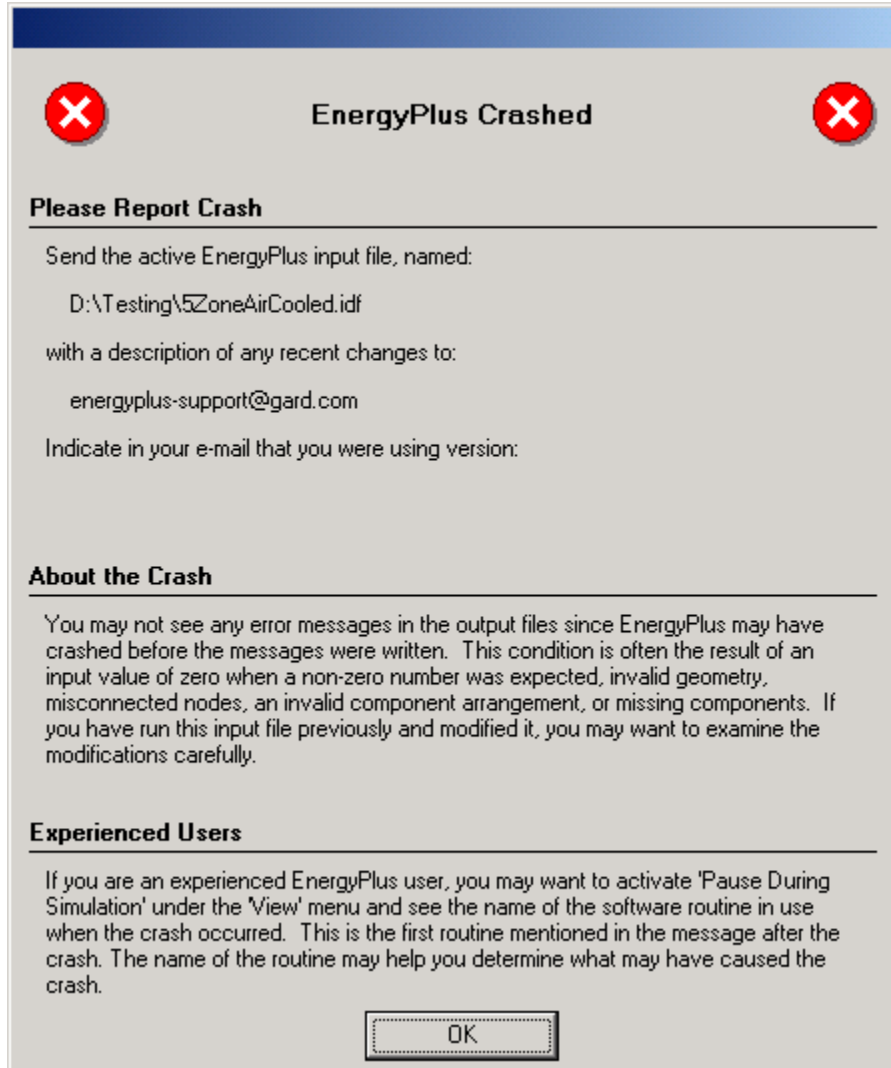 EnergyPlus Crashed
Please Report Crash
Send the active EnergyPlus input file, named:
D:\Testing\5ZoneAirCooled.idf
with a description of any recent changes to:
energyplus-support@gard.com
Indicate in your e-mail that you were using version:
About the Crash
You may not see any error messages in the output files since EnergyPlus may have
crashed before the messages were written.  This condition is often the result of an
input value of zero when a non-zero number was expected, invalid geometry,
misconnected nodes, an invalid component arrangement, or missing components.  If
you have run this input file previously and modified it, you may want to examine the
modifications carefully.
Experienced Users
If you are an experienced EnergyPlus user, you may want to activate 'Pause During
Simulation' under the 'View' menu and see the name of the software routine in use
when the crash occurred.  This is the first routine mentioned in the message after the
crash. The name of the routine may help you determine what may have caused the
crash.
OK